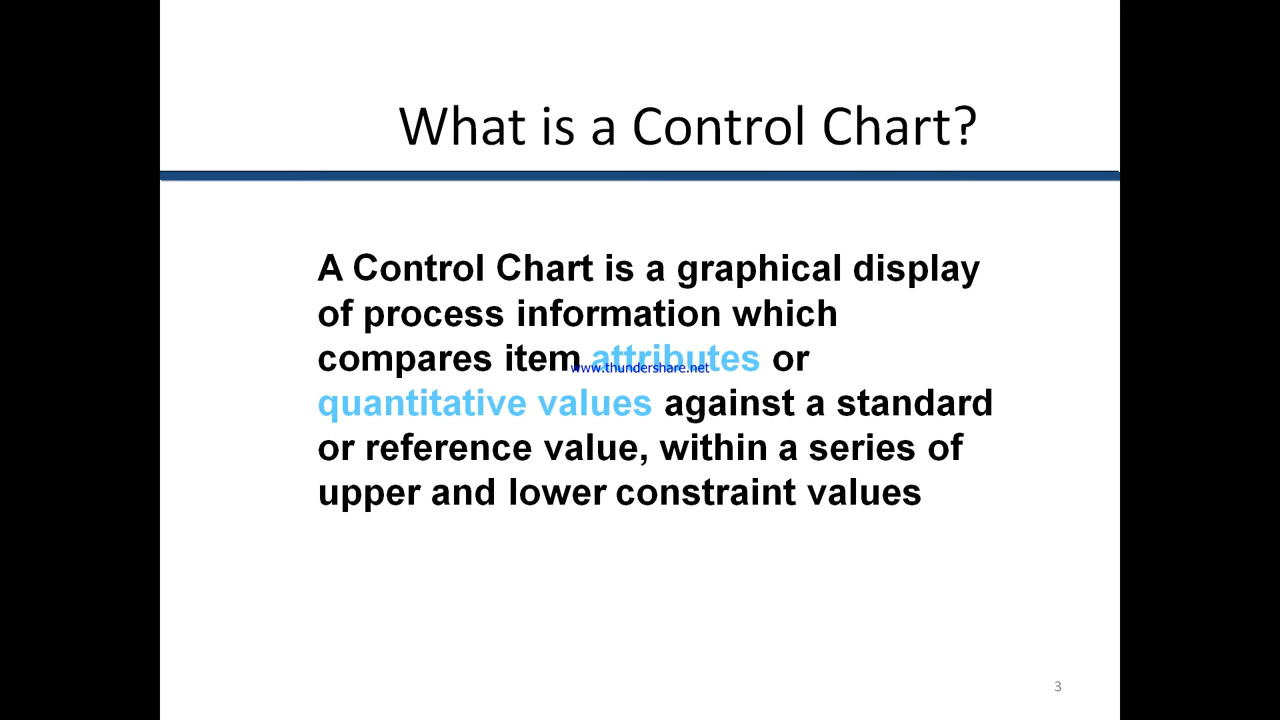 What is a Control Chart?
A Control Chart is a graphical display
of process information which
compares item attributes or
www.thundershare.net
quantitative values against a standard
or reference value, within a series of
upper and lower constraint values
3